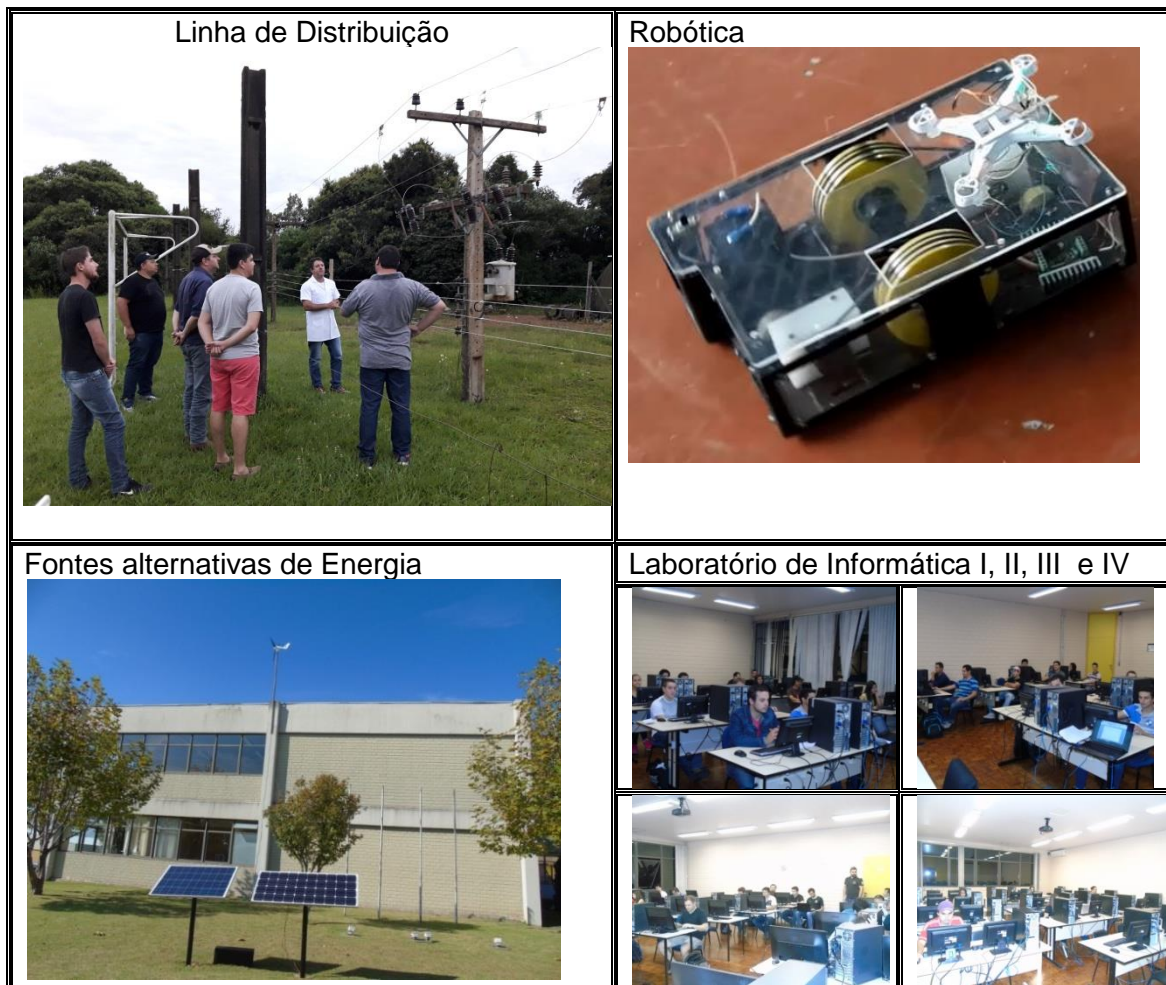 Linha de Distribuição
Robótica
Fontes alternativas de Energia
Laboratório de Informática I, II, III e IV